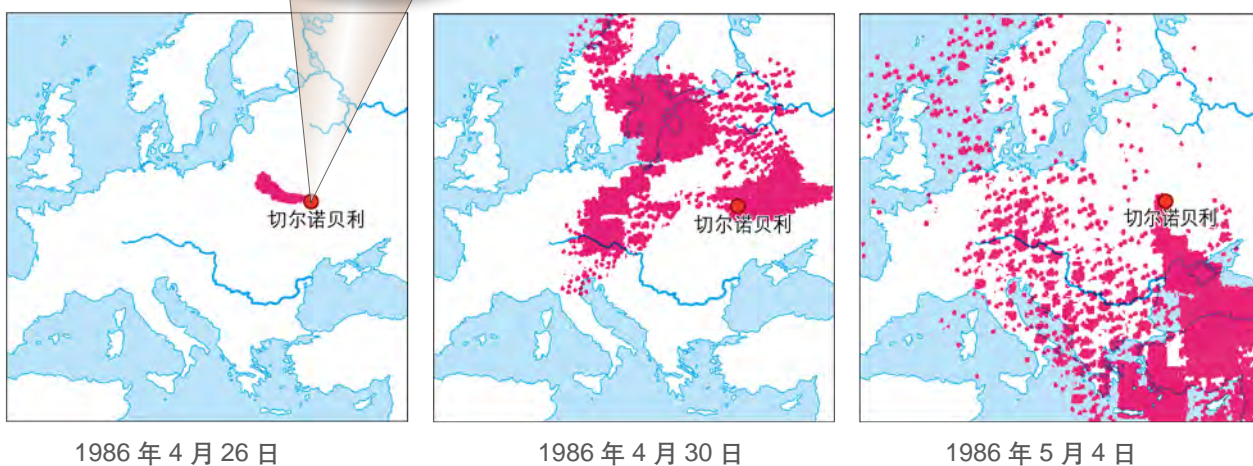 切尔诺贝利
切尔诺贝利
切尔诺贝利
1986 年 4 月 26 日
1986 年 4 月 30 日
1986 年 5 月 4 日